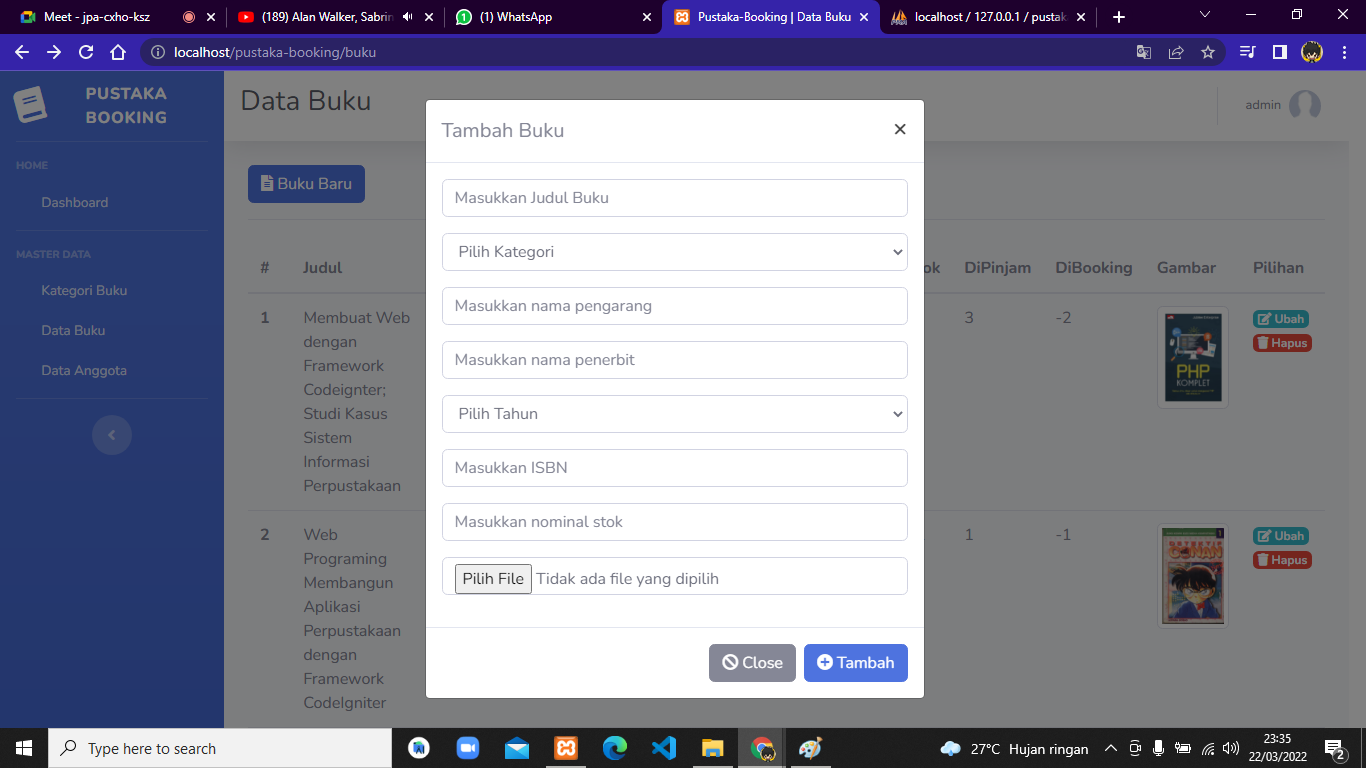 Meet - jpa-cxho-ksz
(189) Alan Walker, Sabrin
(1) WhatsApp
Pustaka-Booking | Data Buku
localhost / 127.0.0.1 / pustak
localhost/pustaka-booking/buku
PUSTAKA
BOOKING
HOME
Dashboard
MASTER DATA
Kategori Buku
Data Buku
Data Anggota
Data Buku
admin
Buku Baru
# Judul ok DiPinjam DiBooking Gambar Pilihan
1 Membuat Web
dengan
Framework
Codeignter;
Studi Kasus
Sistem
Informasi
Perpustakaan
3 -2
PHP
KOMPLET
Ubah
Hapus
2 Web
Programing
Membangun
Aplikasi
Perpustakaan
dengan
Framework
CodeIgniter
1 -1
CONAN
Ubah
Hapus
Tambah Buku ×
Masukkan Judul Buku
Pilih Kategori
Masukkan nama pengarang
Masukkan nama penerbit
Pilih Tahun
Masukkan ISBN
Masukkan nominal stok
Pilih File Tidak ada file yang dipilih
Close Tambah
Type here to search
27°C Hujan ringan
23:35
22/03/2022
2